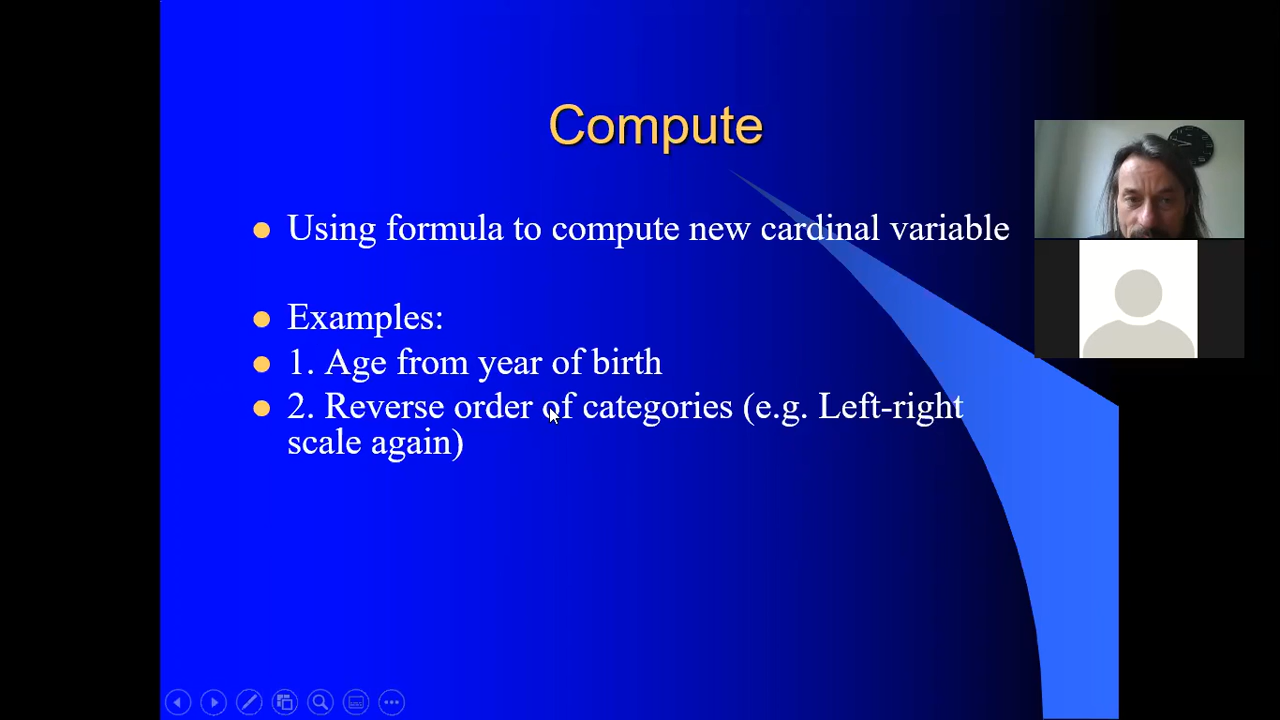 Compute
Using formula to compute new cardinal variable
Examples:
1. Age from year of birth
2. Reverse order of categories (e.g. Left-right
scale again)